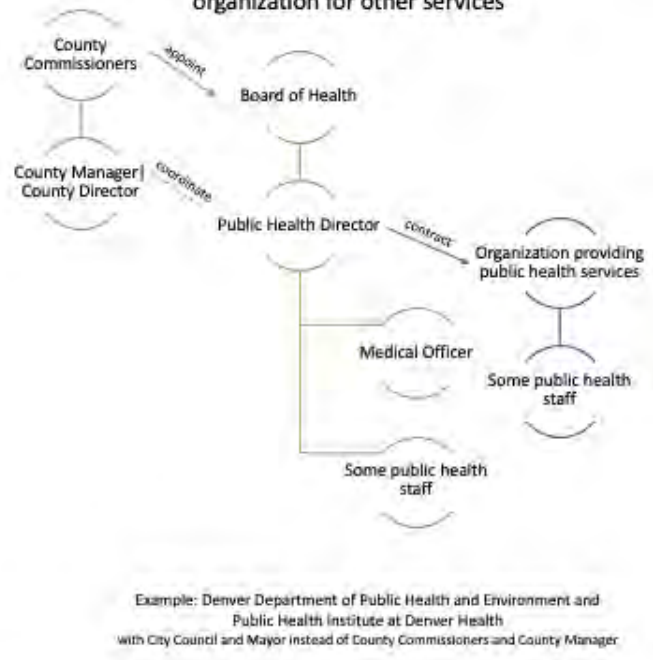 organization for other services
County
Commissioners
appoint
Board of Health
County Manager|
County Director
coordinate
Public Health Director
contract
Organization providing
public health services
Medical Officer
Some public health
staff
Some public health
staff
Example: Denver Department of Public Health and Environment and
Public Health Institute at Denver Health
with City Council and Mayor instead of County Commissioners and County Manager